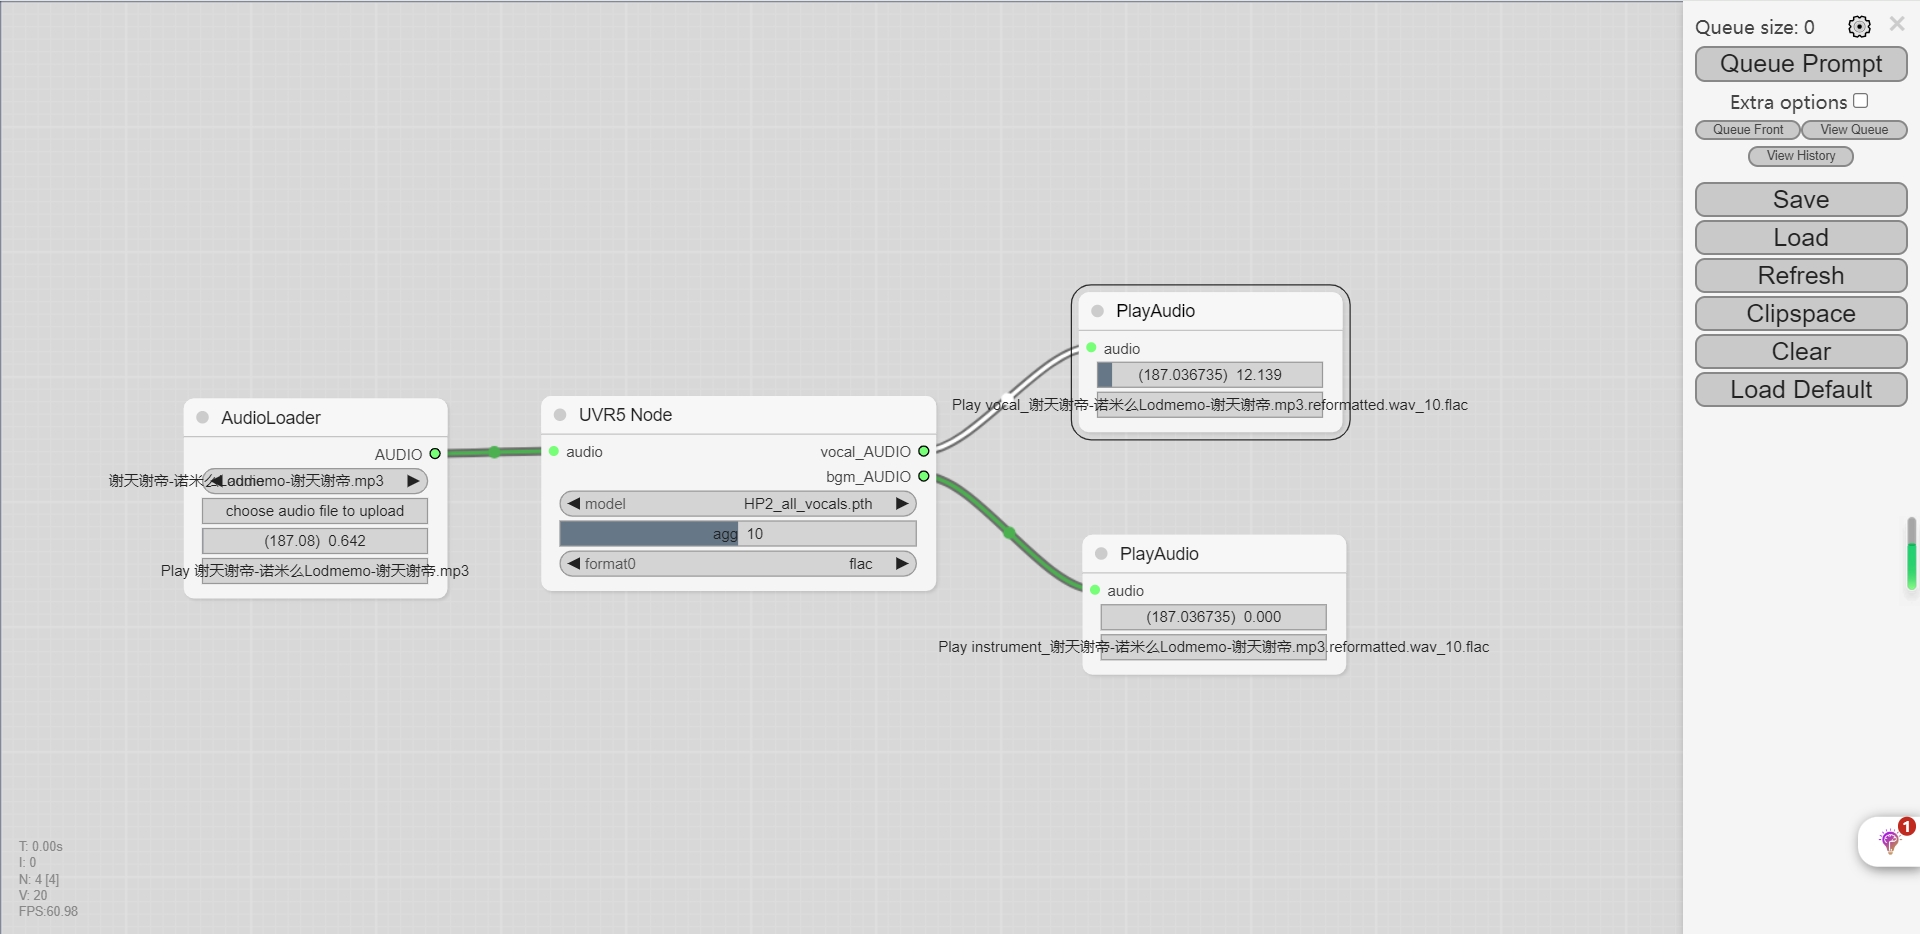 AudioLoader
AUDIO
谢天谢帝-诺米么Lodmemo-谢天谢帝.mp3
choose audio file to upload
(187.08) 0.642
Play 谢天谢帝-诺米么Lodmemo-谢天谢帝.mp3
UVR5 Node
audio
vocal_AUDIO
bgm_AUDIO
model HP2_all_vocals.pth
agg 10
format0 flac
PlayAudio
audio
(187.036735) 12.139
Play vocal_谢天谢帝-诺米么Lodmemo-谢天谢帝.mp3.reformatted.wav_10.flac
PlayAudio
audio
(187.036735) 0.000
Play instrument_谢天谢帝-诺米么Lodmemo-谢天谢帝.mp3.reformatted.wav_10.flac
Queue size: 0
Queue Prompt
Extra options
Queue Front View Queue
View History
Save
Load
Refresh
Clipspace
Clear
Load Default
1
T: 0.00s
I: 0
N: 4 [4]
V: 20
FPS:60.98